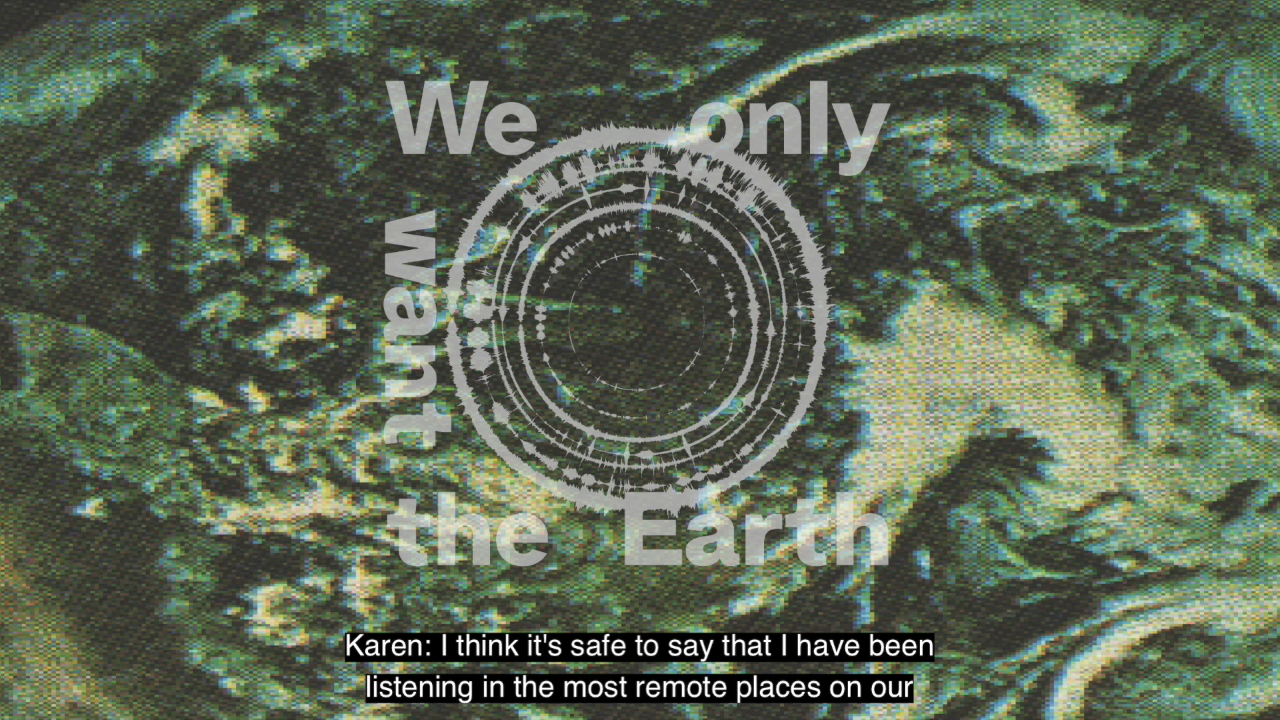 We only
want
the Earth
Karen: I think it's safe to say that I have been
listening in the most remote places on our